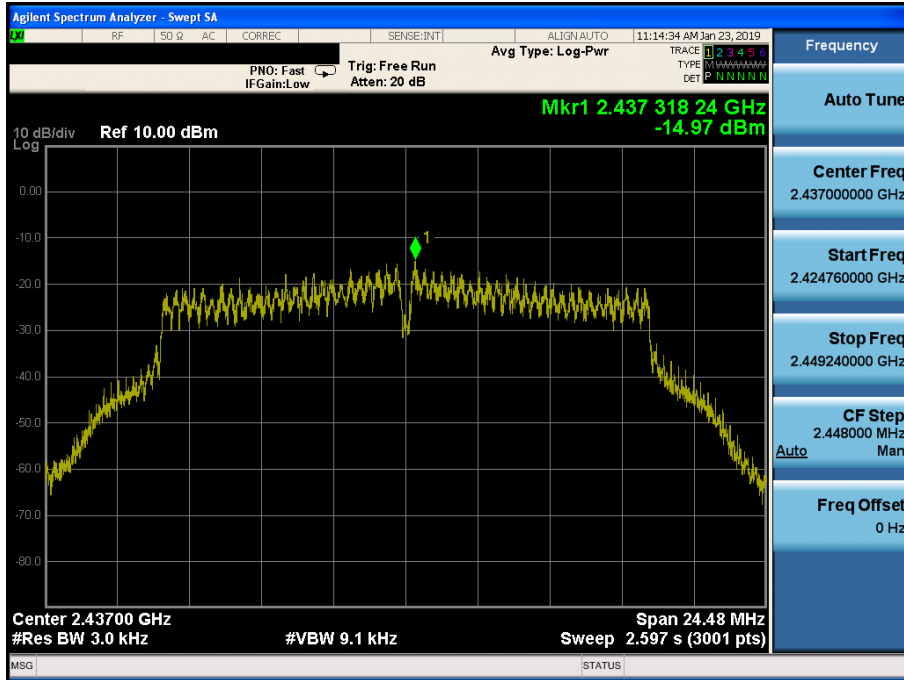 Agilent Spectrum Analyzer - Swept SA
LXI RF 50 Ω AC CORREC SENSE:INT ALIGN AUTO 11:14:34 AM Jan 23, 2019
Avg Type: Log-Pwr TRACE 1 2 3 4 5 6
PNO: Fast Trig: Free Run TYPE M
IFGain:Low Atten: 20 dB DET P N N N N N
Mkr1 2.437 318 24 GHz
-14.97 dBm
10 dB/div Ref 10.00 dBm
Log
0.00
-10.0
1
-20.0
-30.0
-40.0
-50.0
-60.0
-70.0
-80.0
Center 2.43700 GHz Span 24.48 MHz
#Res BW 3.0 kHz #VBW 9.1 kHz Sweep 2.597 s (3001 pts)
MSG STATUS
Frequency
Auto Tune
Center Freq
2.437000000 GHz
Start Freq
2.424760000 GHz
Stop Freq
2.449240000 GHz
CF Step
2.448000 MHz
Auto Man
Freq Offset
0 Hz